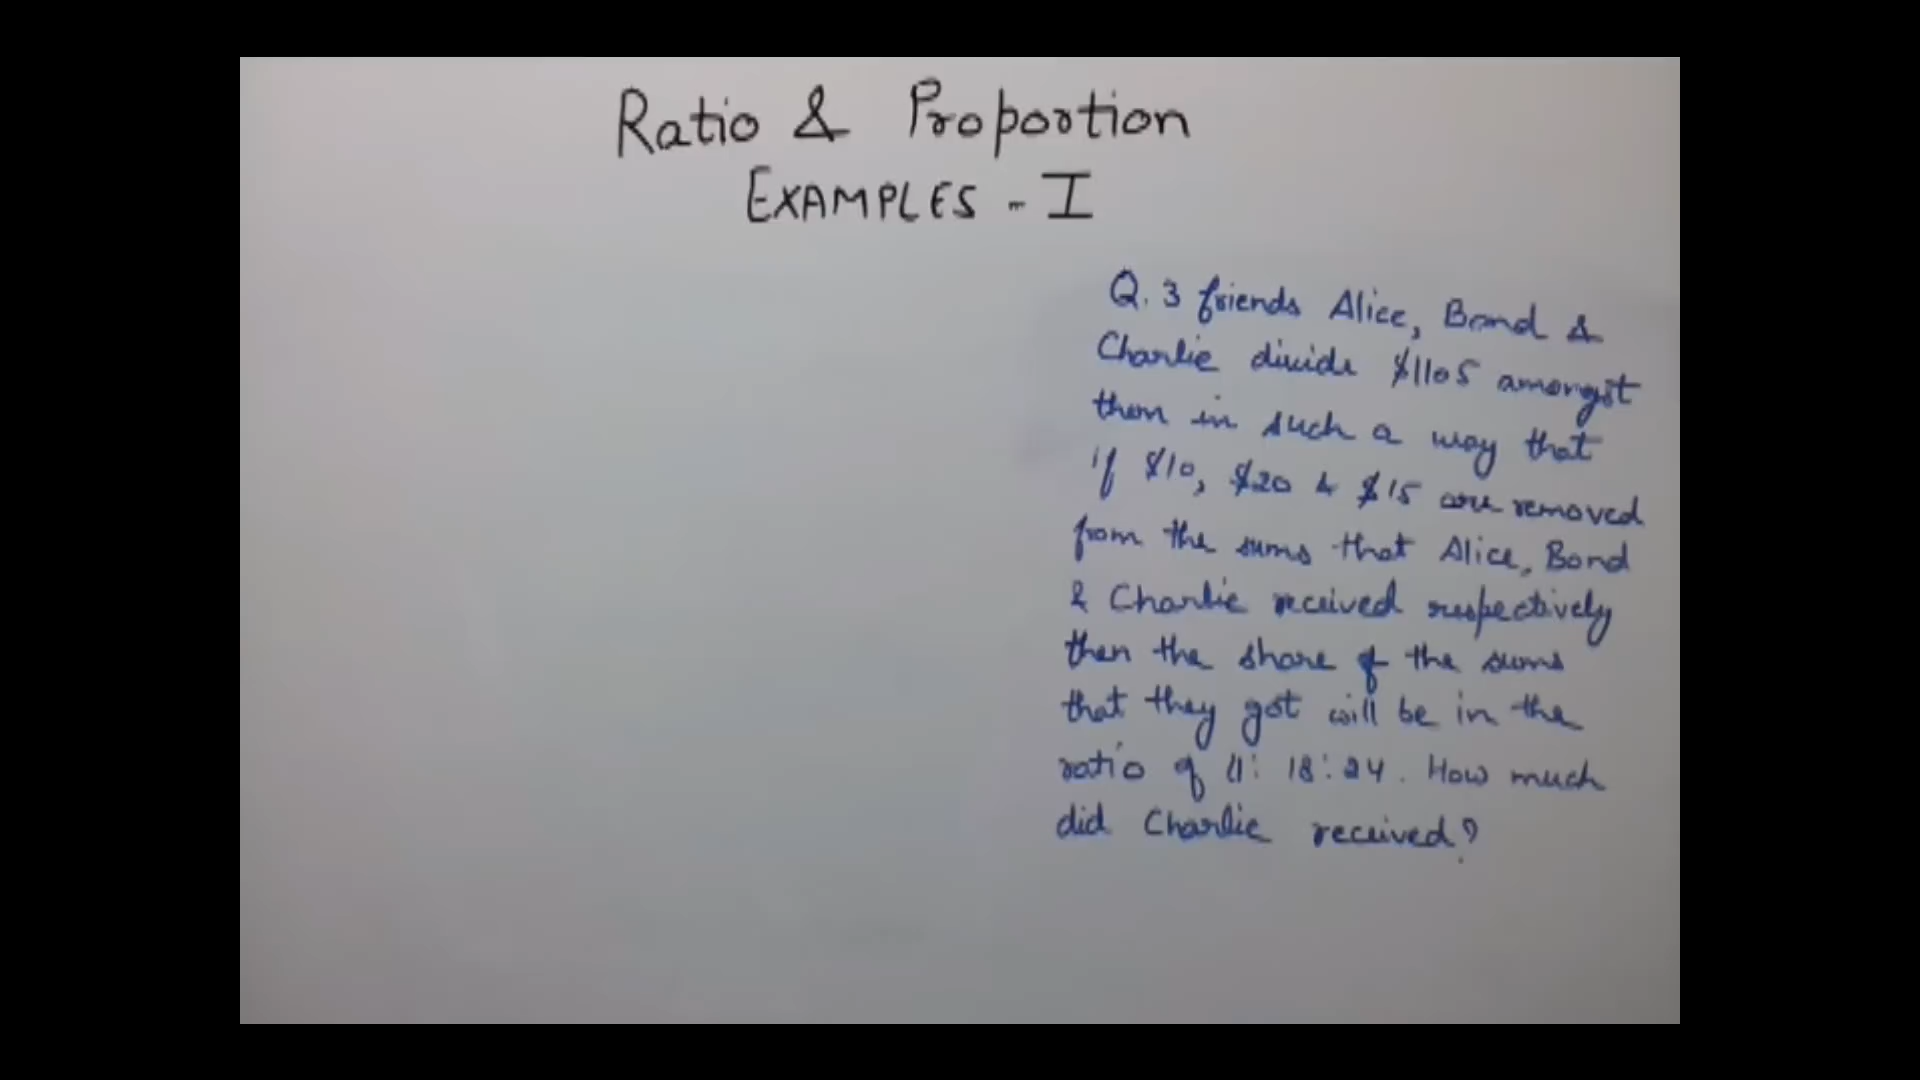 Ratio & Proportion
EXAMPLES - I
Q. 3 friends Alice, Bond &
Charlie divide $1105 amongst
them in such a way that
if $10, $20 & $15 are removed
from the sums that Alice, Bond
& Charlie received respectively
then the share of the sums
that they got will be in the
ratio of 11: 18:24. How much
did Charlie received?